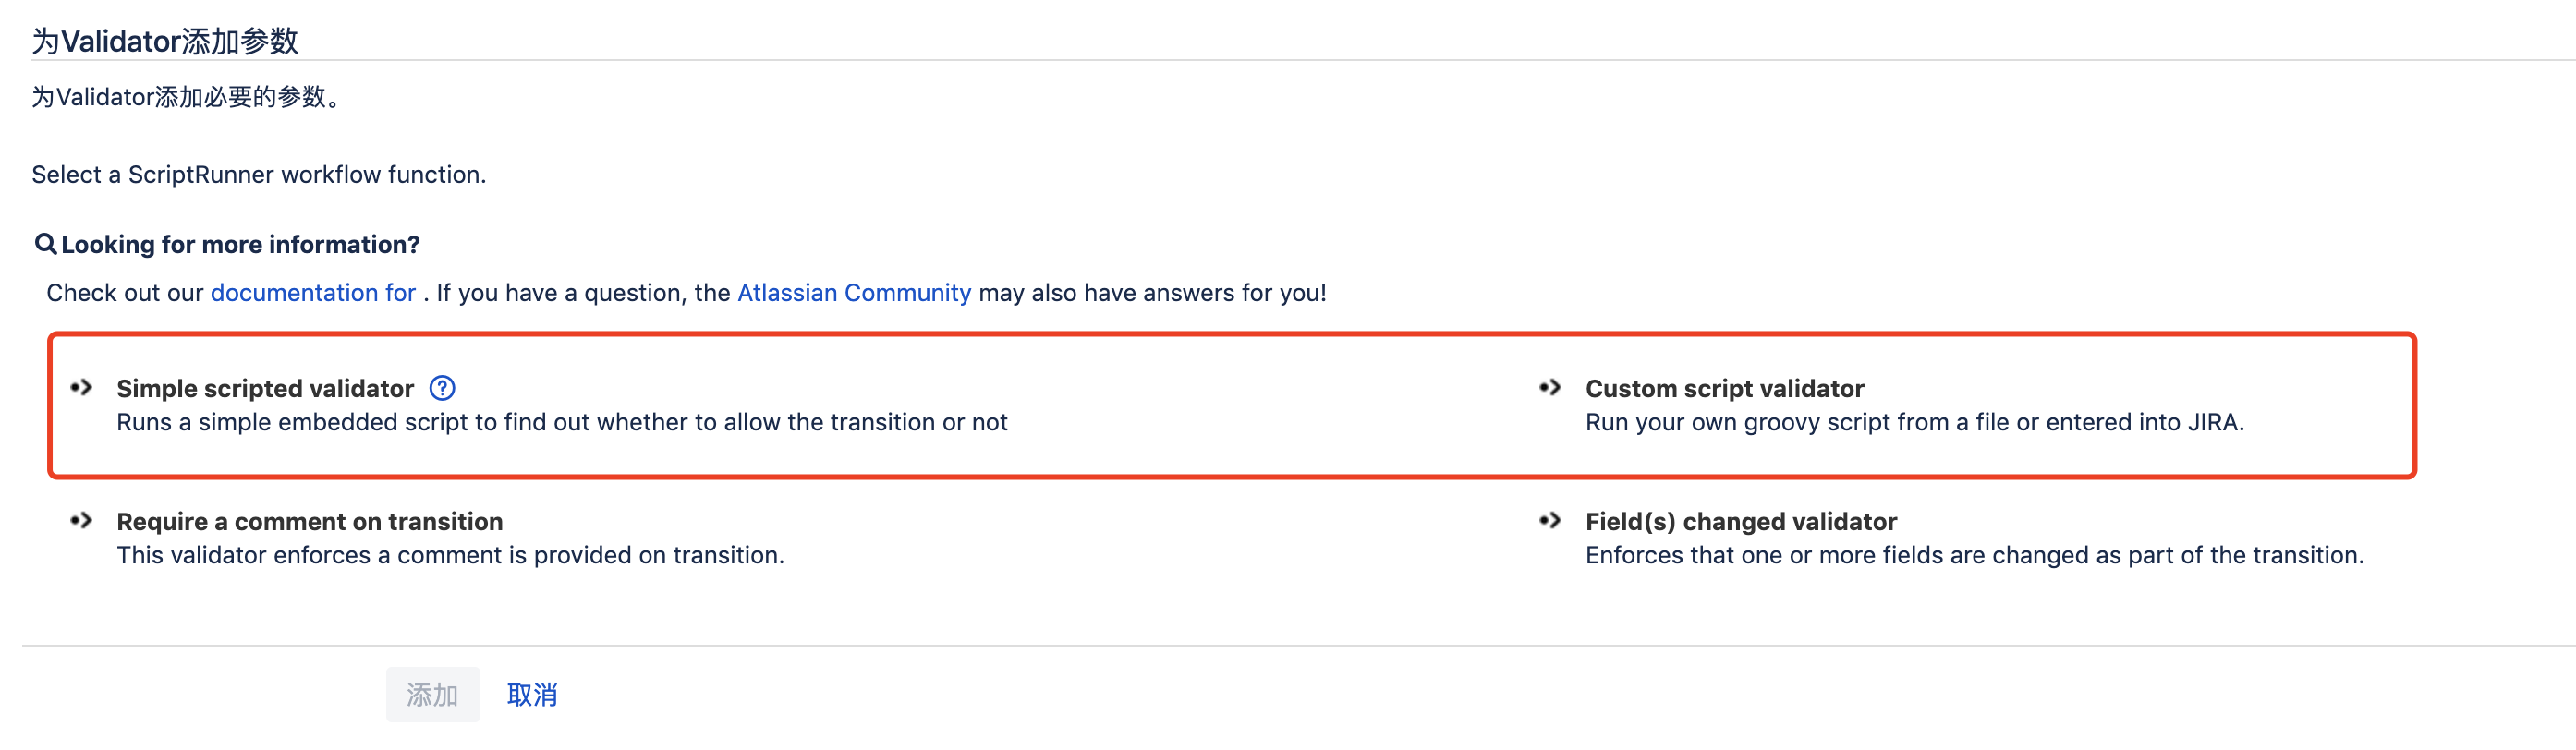 为Validator添加参数
为Validator添加必要的参数。
Select a ScriptRunner workflow function.
Looking for more information?
Check out our documentation for . If you have a question, the Atlassian Community may also have answers for you!
Simple scripted validator
Runs a simple embedded script to find out whether to allow the transition or not
Custom script validator
Run your own groovy script from a file or entered into JIRA.
Require a comment on transition
This validator enforces a comment is provided on transition.
Field(s) changed validator
Enforces that one or more fields are changed as part of the transition.
添加 取消